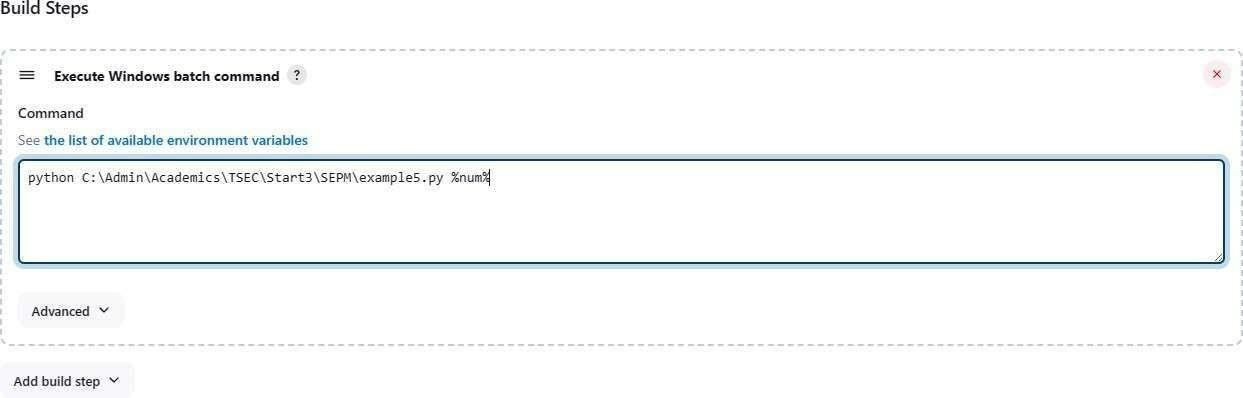 Build Steps
Execute Windows batch command ?
Command
See the list of available environment variables
python C:\Admin\Academics\TSEC\Start3\SEPM\example5.py %num%
Advanced
Add build step